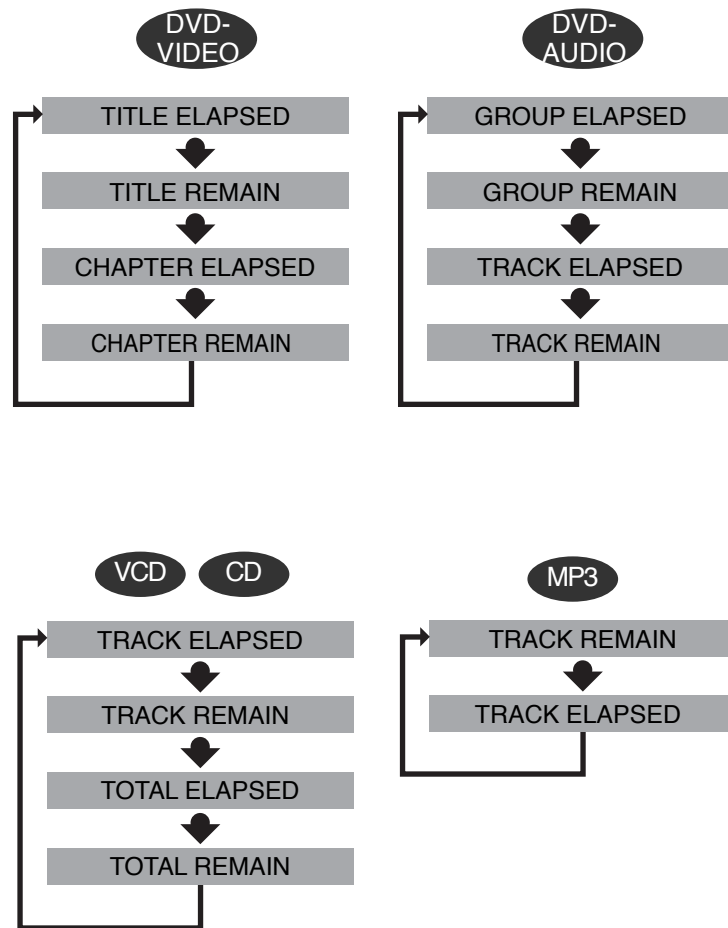 DVD-
VIDEO
TITLE ELAPSED
TITLE REMAIN
CHAPTER ELAPSED
CHAPTER REMAIN
DVD-
AUDIO
GROUP ELAPSED
GROUP REMAIN
TRACK ELAPSED
TRACK REMAIN
VCD CD
TRACK ELAPSED
TRACK REMAIN
TOTAL ELAPSED
TOTAL REMAIN
MP3
TRACK REMAIN
TRACK ELAPSED